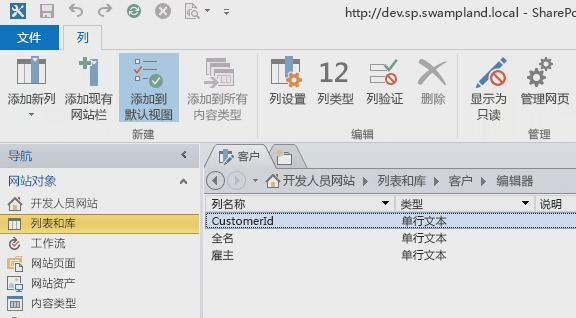 http://dev.sp.swampland.local - SharePo
文件 列
添加新列 添加现有网站栏 添加到默认视图 添加到所有内容类型 列设置 列类型 列验证 删除 显示为只读 管理网页
新建 编辑 管理
导航
网站对象
开发人员网站
列表和库
工作流
网站页面
网站资产
内容类型
客户
开发人员网站 列表和库 客户 编辑器
列名称 类型 说明
CustomerId 单行文本
全名 单行文本
雇主 单行文本